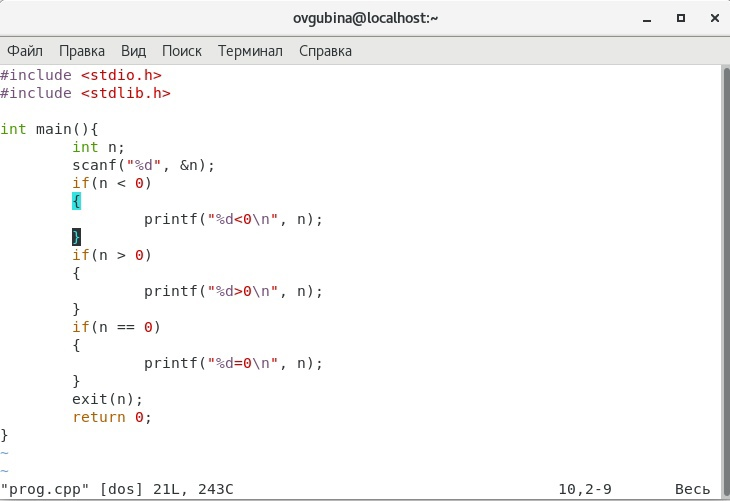 ovgubina@localhost:~
Файл Правка Вид Поиск Терминал Справка
#include <stdio.h>
#include <stdlib.h>

int main(){
        int n;
        scanf("%d", &n);
        if(n < 0)
        {
                printf("%d<0\n", n);
        }
        if(n > 0)
        {
                printf("%d>0\n", n);
        }
        if(n == 0)
        {
                printf("%d=0\n", n);
        }
        exit(n);
        return 0;
}
~
~
"prog.cpp" [dos] 21L, 243C 10,2-9 Весь